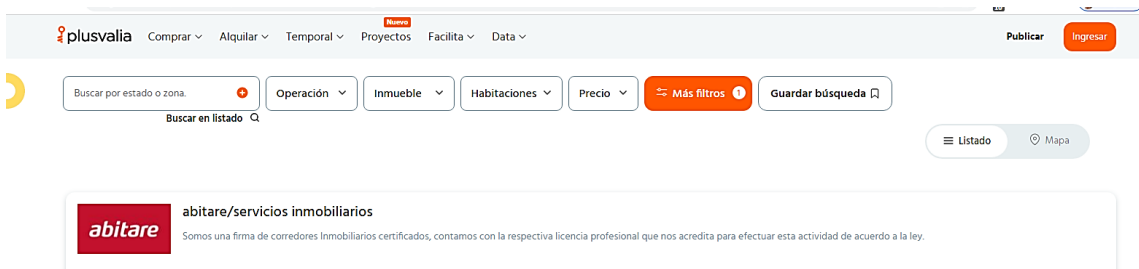 Nuevo
plusvalia Comprar Alquilar Temporal Proyectos Facilita Data Publicar Ingresar
Buscar por estado o zona. Operación Inmueble Habitaciones Precio Más filtros 1 Guardar búsqueda
Buscar en listado
Listado Mapa
abitare/servicios inmobiliarios
abitare
Somos una firma de corredores Inmobiliarios certificados, contamos con la respectiva licencia profesional que nos acredita para efectuar esta actividad de acuerdo a la ley.